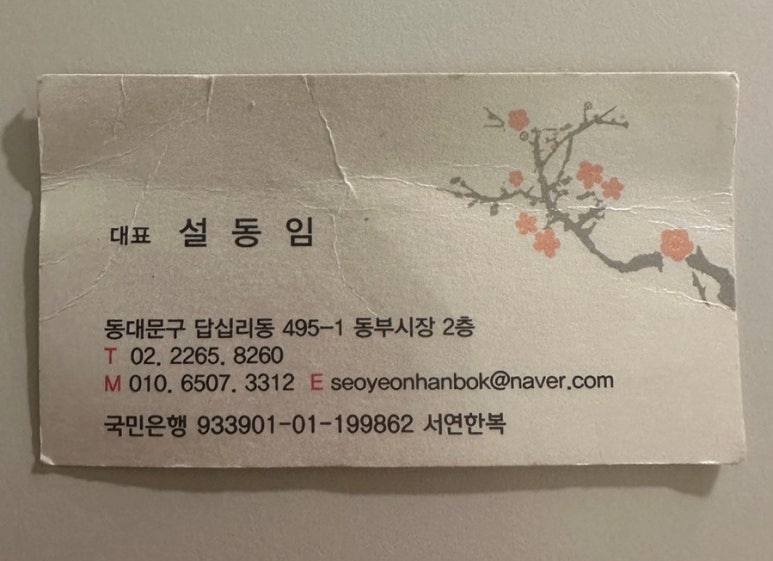 대표 설동임
동대문구 답십리동 495-1 동부시장 2층
T 02. 2265. 8260
M 010. 6507. 3312 E seoyeonhanbok@naver.com
국민은행 933901-01-199862 서연한복